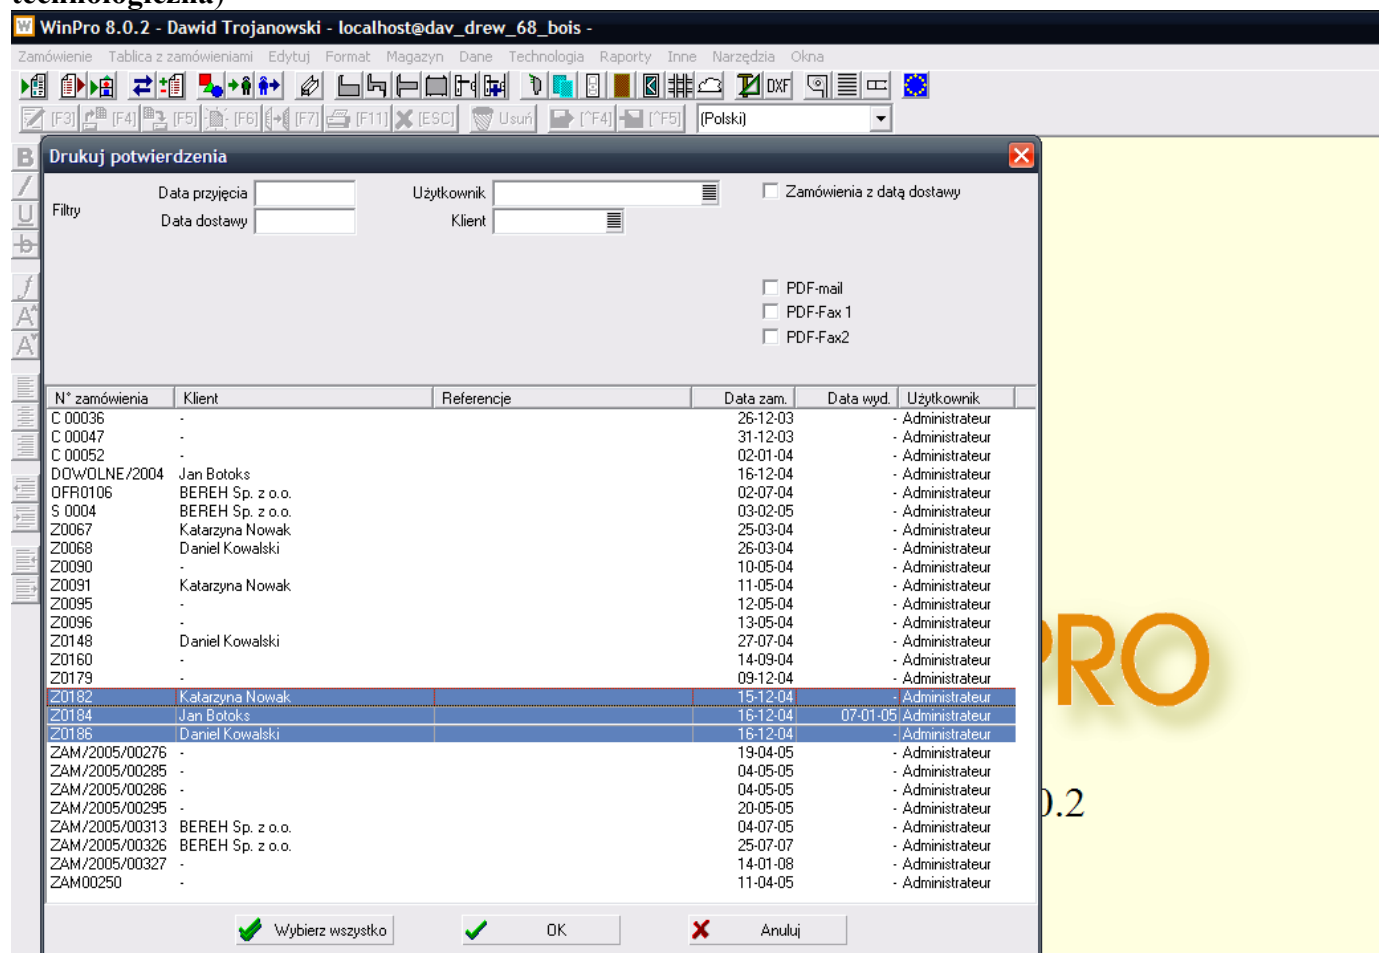 technologiczna)
WinPro 8.0.2 - Dawid Trojanowski - localhost@dav_drew_68_bois -
Zamówienie Tablica z zamówieniami Edytuj Format Magazyn Dane Technologia Raporty Inne Narzędzia Okna
DXF
[F3] [F4] [F5] [F6] [F7] [F11] [ESC] Usuń [^F4] [^F5] (Polski)
Drukuj potwierdzenia
Data przyjęcia Użytkownik Zamówienia z datą dostawy
Filtry
Data dostawy Klient
PDF-mail
PDF-Fax 1
PDF-Fax2
N° zamówienia Klient Referencje Data zam. Data wyd. Użytkownik
C 00036 - 26-12-03 - Administrateur
C 00047 - 31-12-03 - Administrateur
C 00052 - 02-01-04 - Administrateur
DOWOLNE/2004 Jan Botoks 16-12-04 - Administrateur
OFR0106 BEREH Sp. z o.o. 02-07-04 - Administrateur
S 0004 BEREH Sp. z o.o. 03-02-05 - Administrateur
Z0067 Katarzyna Nowak 25-03-04 - Administrateur
Z0068 Daniel Kowalski 26-03-04 - Administrateur
Z0090 - 10-05-04 - Administrateur
Z0091 Katarzyna Nowak 11-05-04 - Administrateur
Z0095 - 12-05-04 - Administrateur
Z0096 - 13-05-04 - Administrateur
Z0148 Daniel Kowalski 27-07-04 - Administrateur
Z0160 - 14-09-04 - Administrateur
Z0179 - 09-12-04 - Administrateur
Z0182 Katarzyna Nowak 15-12-04 - Administrateur
Z0184 Jan Botoks 16-12-04 07-01-05 Administrateur
Z0186 Daniel Kowalski 16-12-04 - Administrateur
ZAM/2005/00276 - 19-04-05 - Administrateur
ZAM/2005/00285 - 04-05-05 - Administrateur
ZAM/2005/00286 - 04-05-05 - Administrateur
ZAM/2005/00295 - 20-05-05 - Administrateur
ZAM/2005/00313 BEREH Sp. z o.o. 04-07-05 - Administrateur
ZAM/2005/00326 BEREH Sp. z o.o. 25-07-07 - Administrateur
ZAM/2005/00327 - 14-01-08 - Administrateur
ZAM00250 - 11-04-05 - Administrateur
PRO
0.2
Wybierz wszystko OK Anuluj